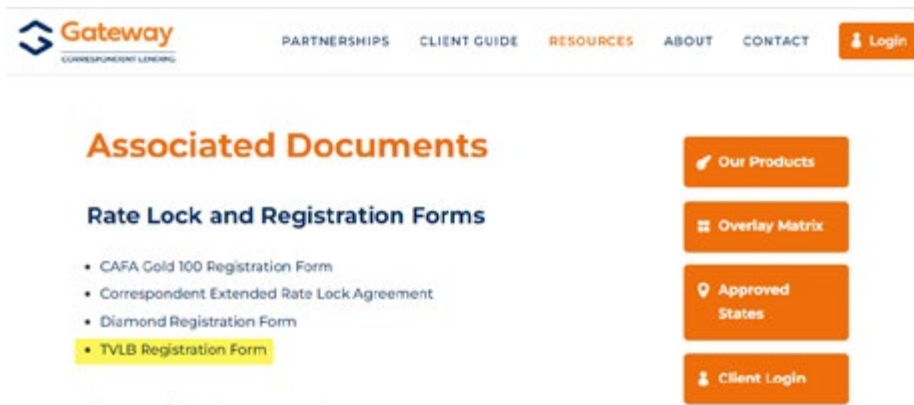 Gateway
CORRESPONDENT LENDING
PARTNERSHIPS CLIENT GUIDE RESOURCES ABOUT CONTACT Login
Associated Documents
Rate Lock and Registration Forms
• CAFA Gold 100 Registration Form
• Correspondent Extended Rate Lock Agreement
• Diamond Registration Form
• TVLB Registration Form
Our Products
Overlay Matrix
Approved
States
Client Login